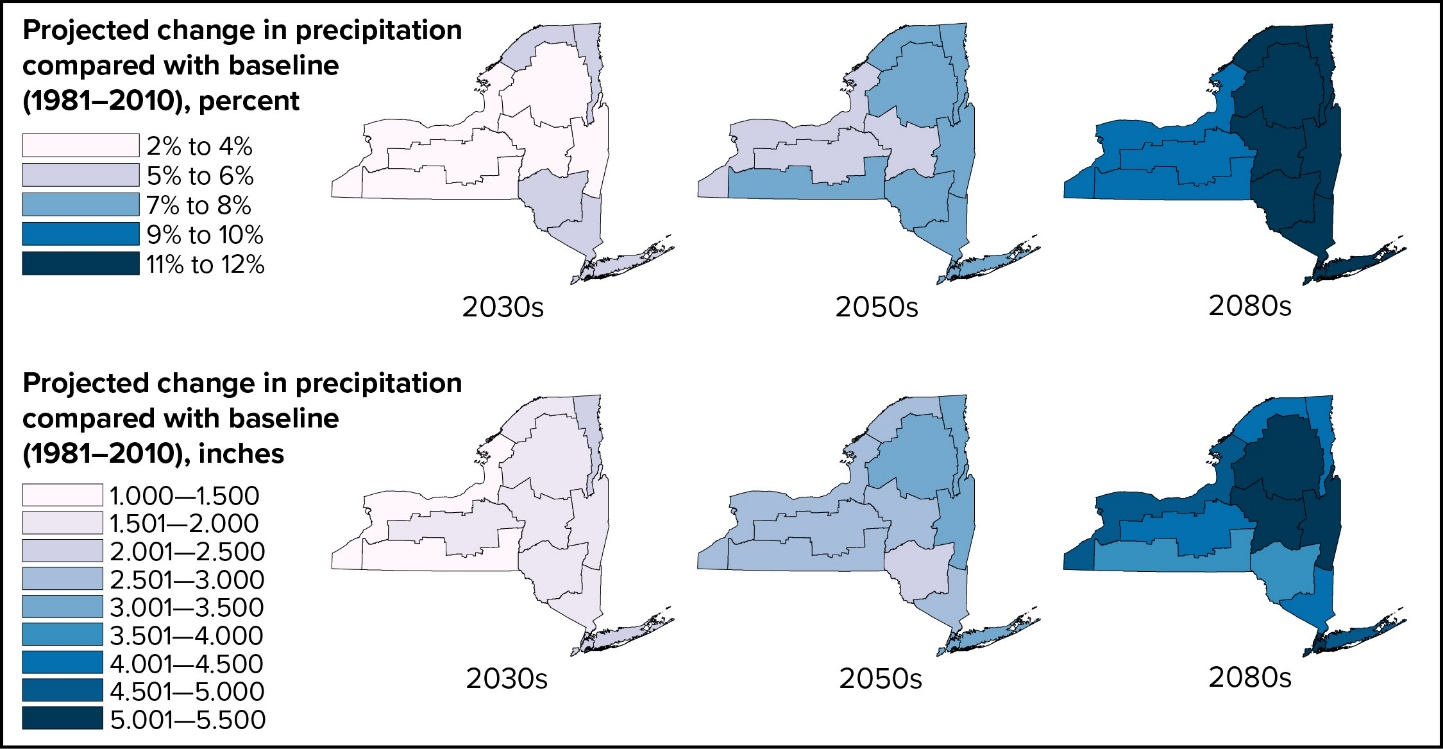 Projected change in precipitation
compared with baseline
(1981–2010), percent
2% to 4%
5% to 6%
7% to 8%
9% to 10%
11% to 12%
2030s
2050s
2080s
Projected change in precipitation
compared with baseline
(1981–2010), inches
1.000—1.500
1.501—2.000
2.001—2.500
2.501—3.000
3.001—3.500
3.501—4.000
4.001—4.500
4.501—5.000
5.001—5.500
2030s
2050s
2080s